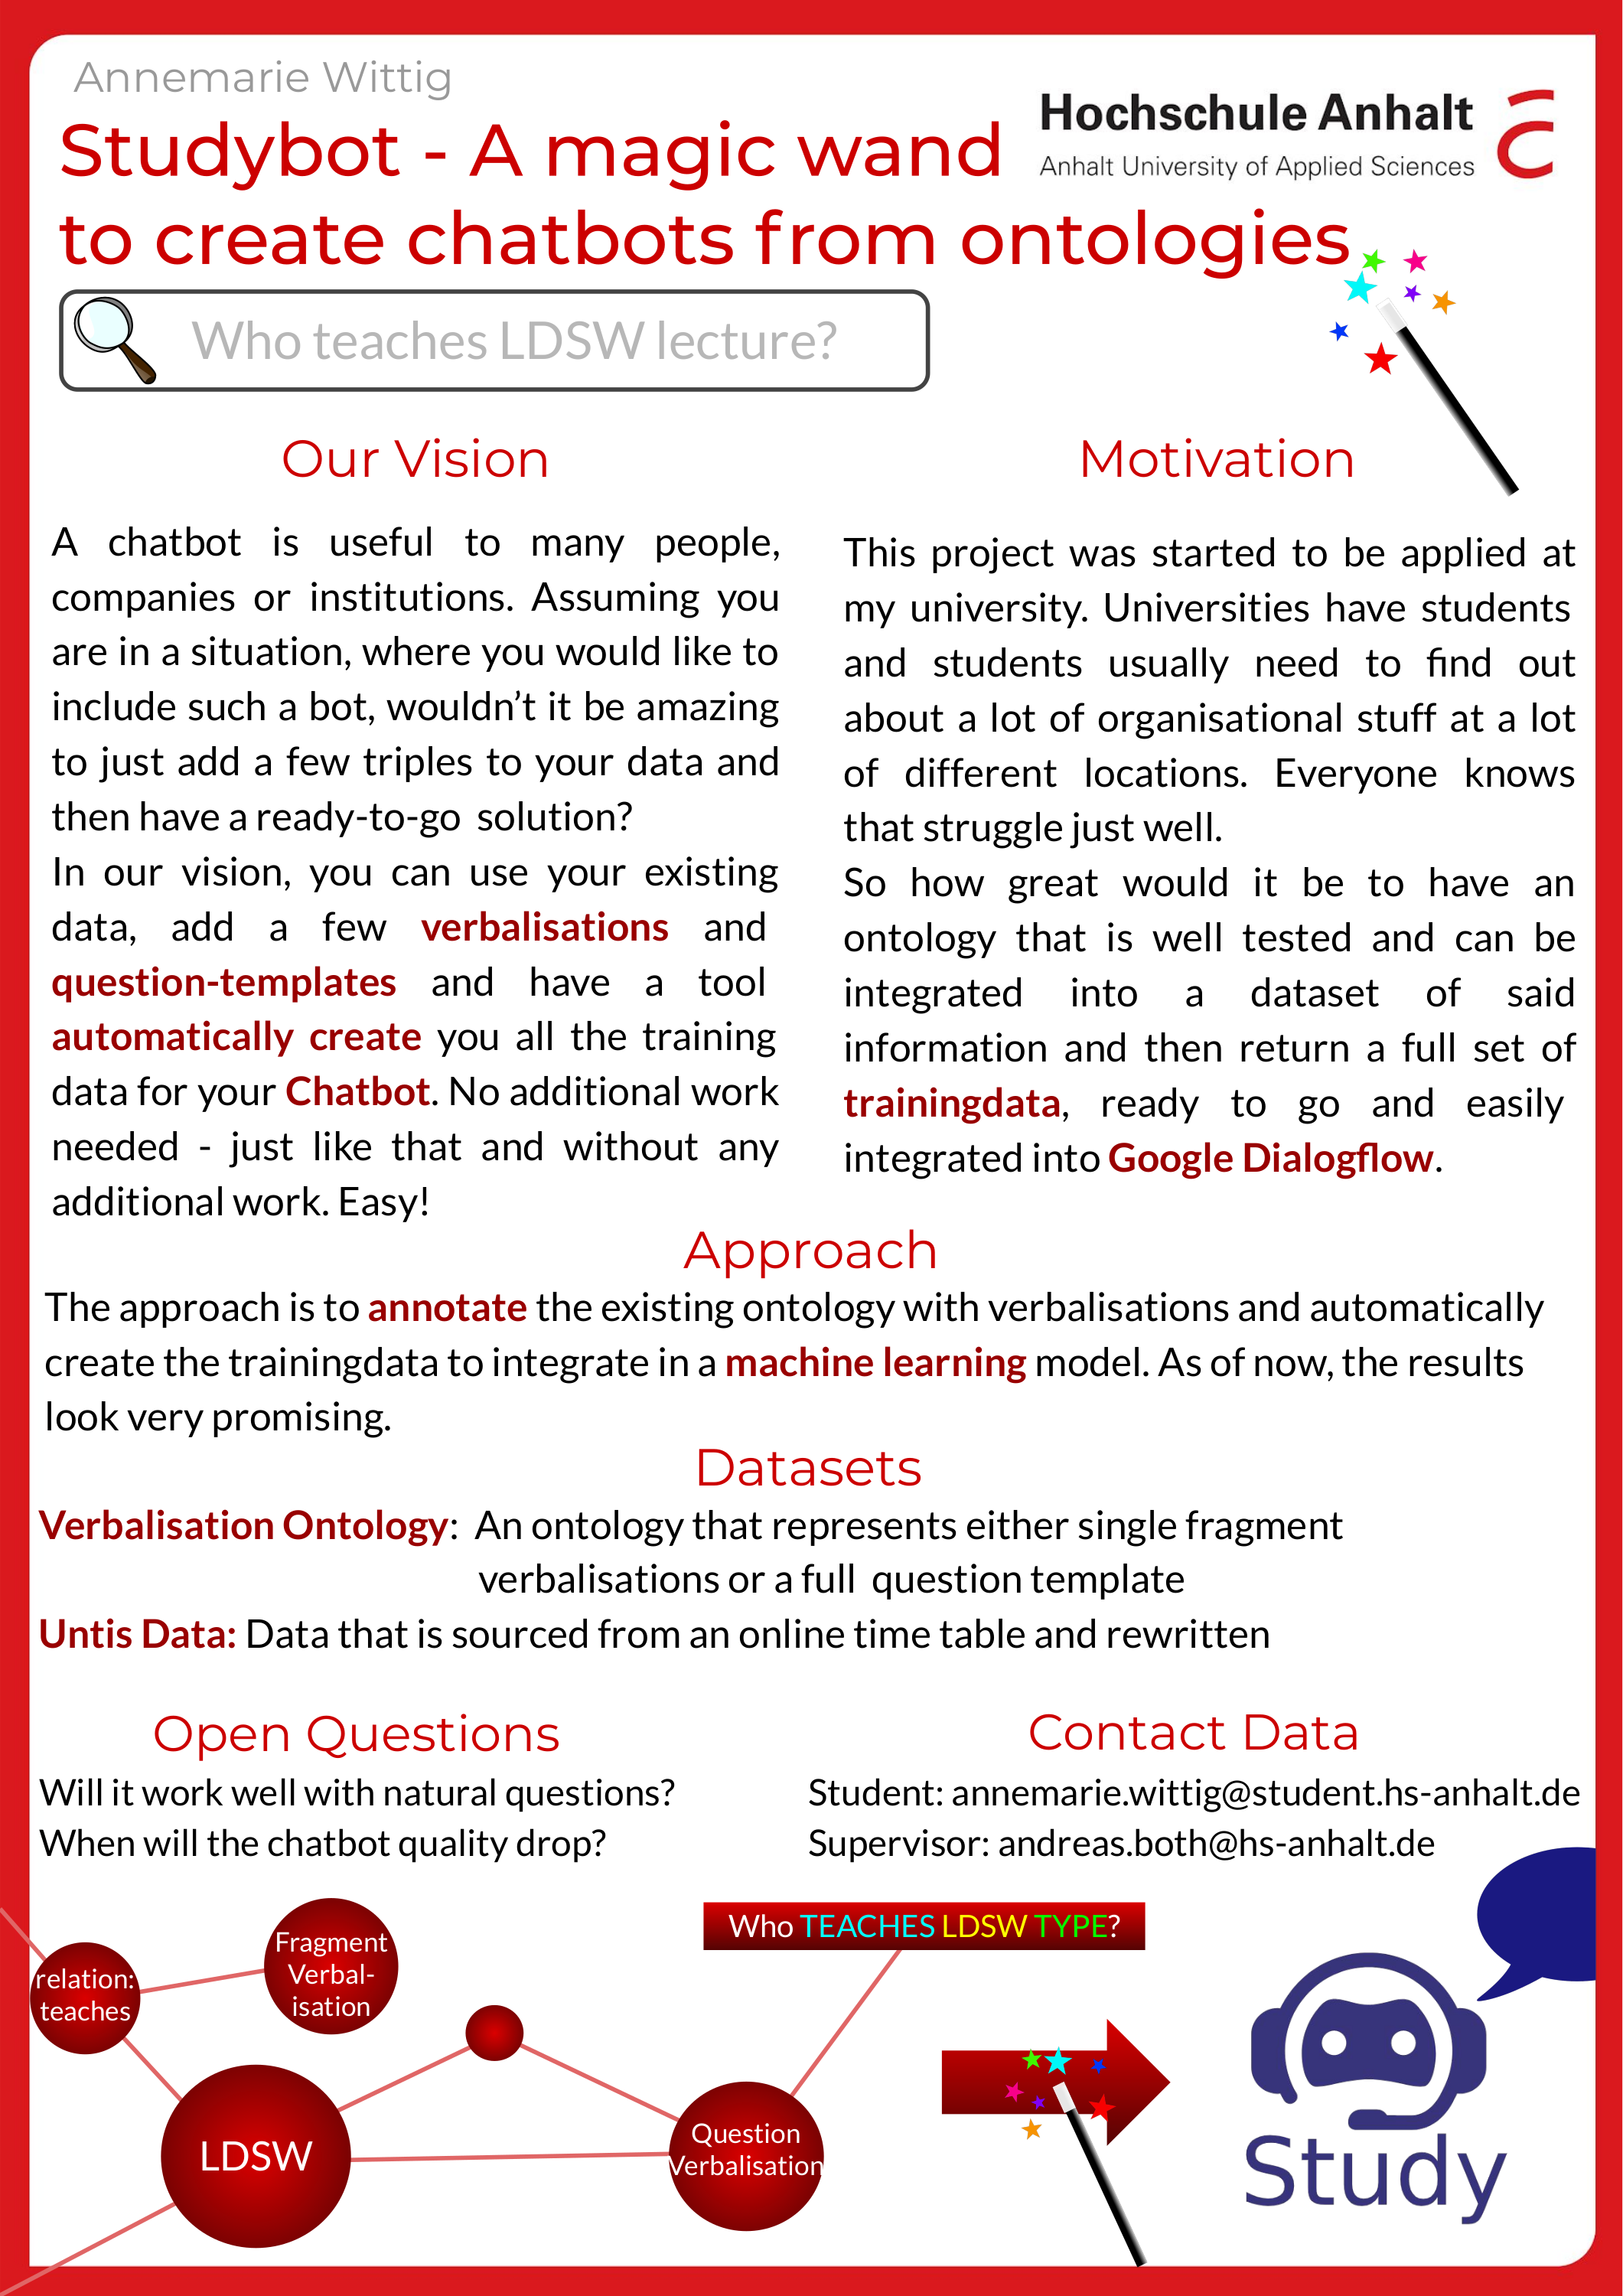 Annemarie Wittig
Studybot - A magic wand
to create chatbots from ontologies
Hochschule Anhalt
Anhalt University of Applied Sciences
Who teaches LDSW lecture?
Our Vision
A chatbot is useful to many people,
companies or institutions. Assuming you
are in a situation, where you would like to
include such a bot, wouldn’t it be amazing
to just add a few triples to your data and
then have a ready-to-go solution?
In our vision, you can use your existing
data, add a few verbalisations and
question-templates and have a tool
automatically create you all the training
data for your Chatbot. No additional work
needed - just like that and without any
additional work. Easy!
Motivation
This project was started to be applied at
my university. Universities have students
and students usually need to find out
about a lot of organisational stuff at a lot
of different locations. Everyone knows
that struggle just well.
So how great would it be to have an
ontology that is well tested and can be
integrated into a dataset of said
information and then return a full set of
trainingdata, ready to go and easily
integrated into Google Dialogflow.
Approach
The approach is to annotate the existing ontology with verbalisations and automatically
create the trainingdata to integrate in a machine learning model. As of now, the results
look very promising.
Datasets
Verbalisation Ontology: An ontology that represents either single fragment
verbalisations or a full question template
Untis Data: Data that is sourced from an online time table and rewritten
Open Questions
Will it work well with natural questions?
When will the chatbot quality drop?
Contact Data
Student: annemarie.wittig@student.hs-anhalt.de
Supervisor: andreas.both@hs-anhalt.de
relation:
teaches
Fragment
Verbal-
isation
LDSW
Question
Verbalisation
Who TEACHES LDSW TYPE?
Study